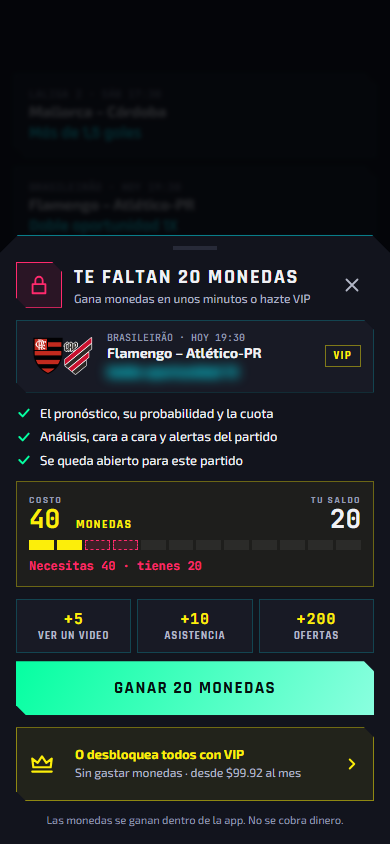 Mallorca – Córdoba
Más de 1,5 goles
Flamengo – Atlético-PR
Doble oportunidad 1X
TE FALTAN 20 MONEDAS
Gana monedas en unos minutos o hazte VIP
BRASILEIRÃO · HOY 19:30
Flamengo – Atlético-PR
VIP
El pronóstico, su probabilidad y la cuota
Análisis, cara a cara y alertas del partido
Se queda abierto para este partido
COSTO
TU SALDO
40 MONEDAS
20
Necesitas 40 · tienes 20
+5
VER UN VIDEO
+10
ASISTENCIA
+200
OFERTAS
GANAR 20 MONEDAS
O desbloquea todos con VIP
Sin gastar monedas · desde $99.92 al mes
Las monedas se ganan dentro de la app. No se cobra dinero.